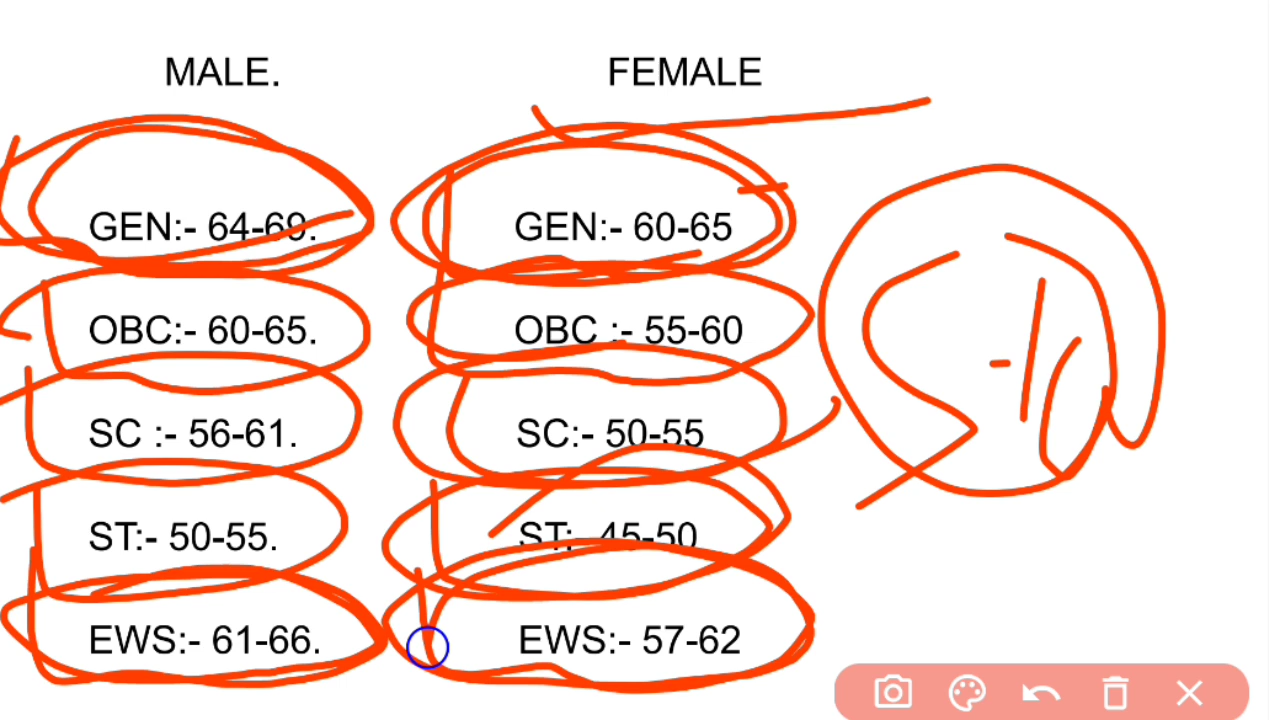 MALE. FEMALE
GEN:- 64-69. GEN:- 60-65
OBC:- 60-65. OBC :- 55-60
SC :- 56-61. SC:- 50-55
ST:- 50-55. ST:- 45-50
EWS:- 61-66. EWS:- 57-62
-10